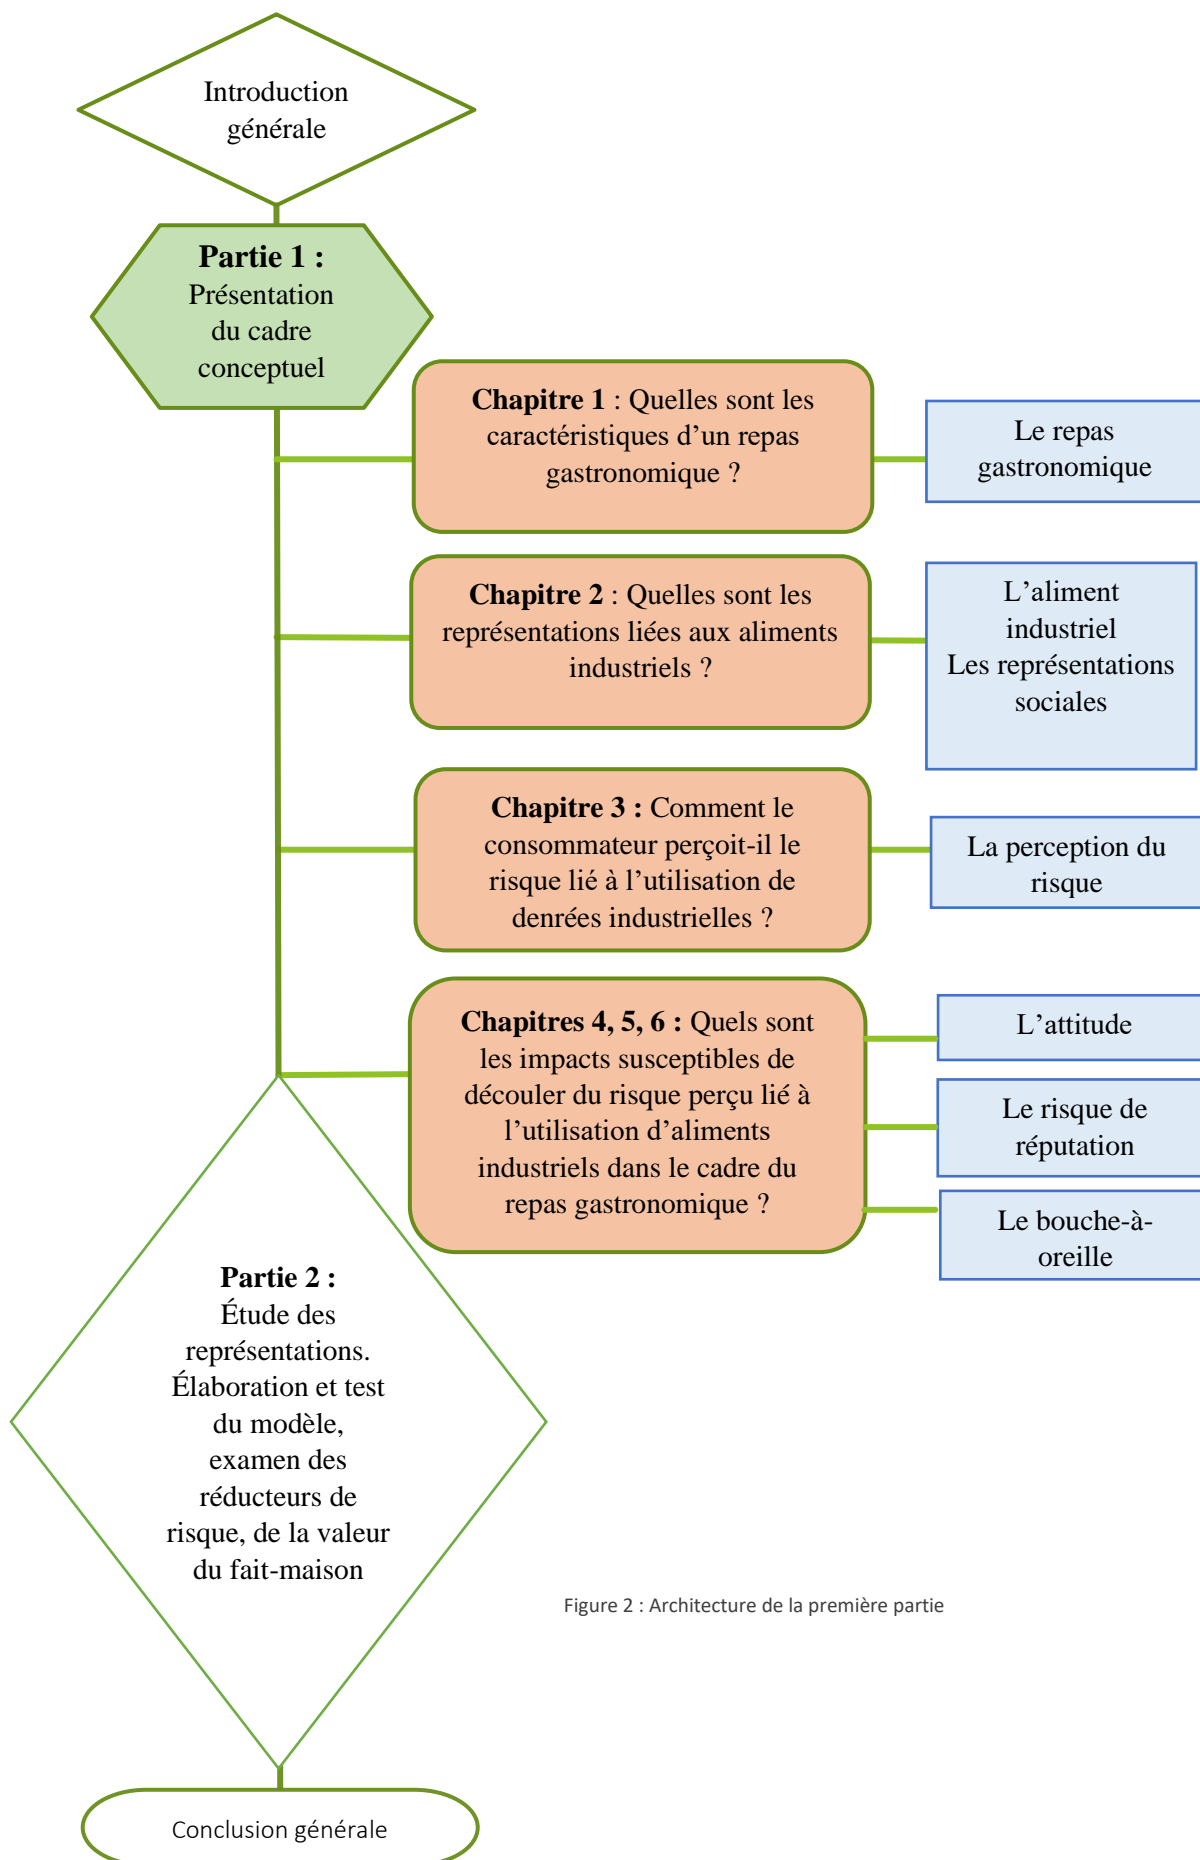 Introduction
générale
Partie 1 :
Présentation
du cadre
conceptuel
Chapitre 1 : Quelles sont les
caractéristiques d’un repas
gastronomique ?
Le repas
gastronomique
Chapitre 2 : Quelles sont les
représentations liées aux aliments
industriels ?
L’aliment
industriel
Les représentations
sociales
Chapitre 3 : Comment le
consommateur perçoit-il le
risque lié à l’utilisation de
denrées industrielles ?
La perception du
risque
Chapitres 4, 5, 6 : Quels sont
les impacts susceptibles de
découler du risque perçu lié à
l’utilisation d’aliments
industriels dans le cadre du
repas gastronomique ?
L’attitude
Le risque de
réputation
Le bouche-à-
oreille
Partie 2 :
Étude des
représentations.
Élaboration et test
du modèle,
examen des
réducteurs de
risque, de la valeur
du fait-maison
Figure 2 : Architecture de la première partie
Conclusion générale